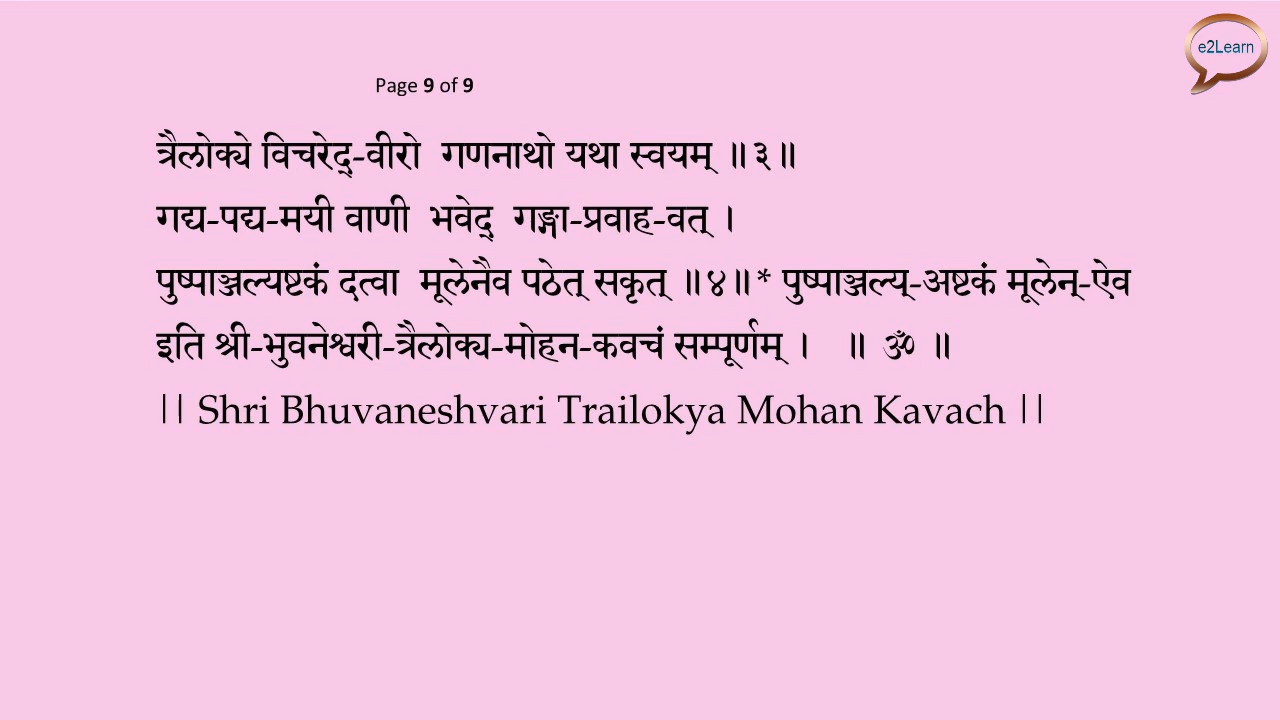 e2Learn
Page 9 of 9
त्रैलोक्ये विचरेद्-वीरो गणनाथो यथा स्वयम् ॥३॥
गद्य-पद्य-मयी वाणी भवेद् गङ्गा-प्रवाह-वत् ।
पुष्पाञ्जल्यष्टकं दत्वा मूलेनैव पठेत् सकृत् ॥४॥* पुष्पाञ्जल्य्-अष्टकं मूलेन्-ऐव
इति श्री-भुवनेश्वरी-त्रैलोक्य-मोहन-कवचं सम्पूर्णम् । ॥ ॐ ॥
|| Shri Bhuvaneshvari Trailokya Mohan Kavach ||